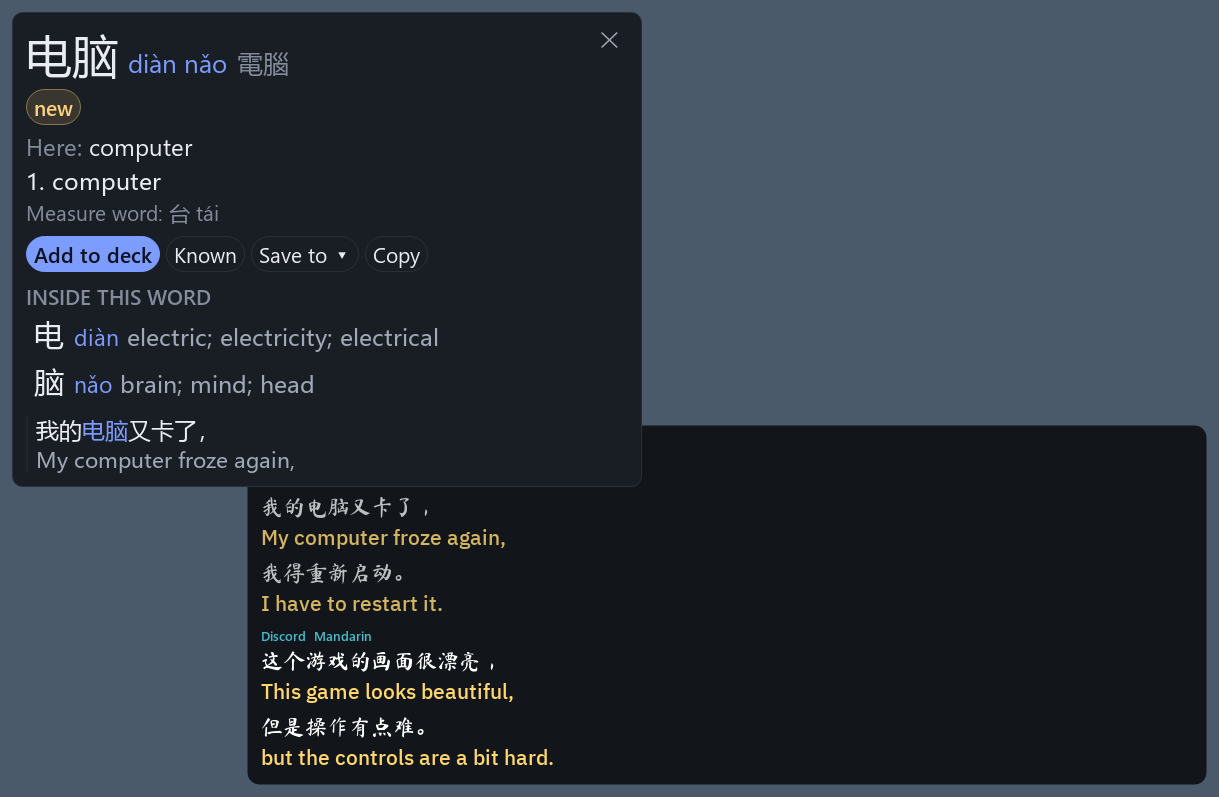 电脑 diàn nǎo 電腦
new
Here: computer
1. computer
Measure word: 台 tái
Add to deck Known Save to ▼ Copy
INSIDE THIS WORD
电 diàn electric; electricity; electrical
脑 nǎo brain; mind; head
我的电脑又卡了，
My computer froze again,
我的电脑又卡了，
My computer froze again,
我得重新启动。
I have to restart it.
Discord Mandarin
这个游戏的画面很漂亮，
This game looks beautiful,
但是操作有点难。
but the controls are a bit hard.